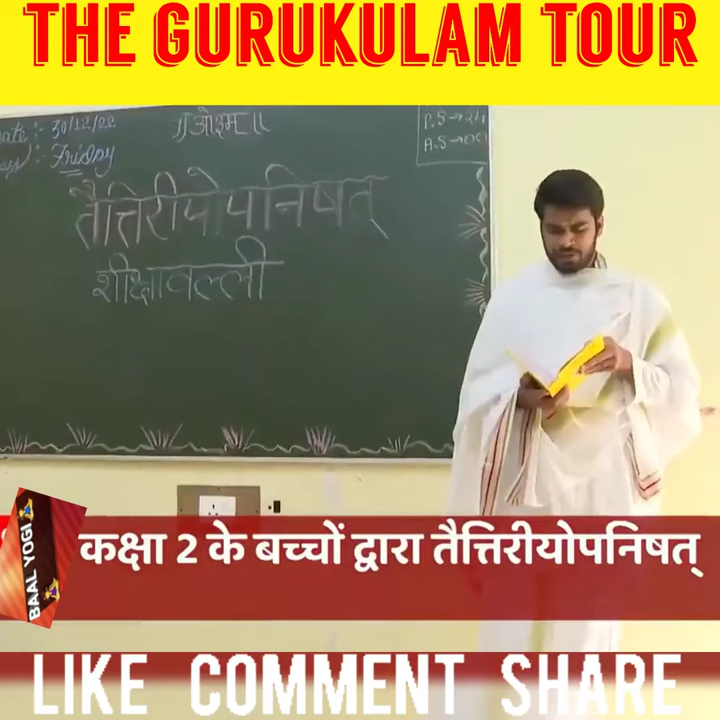 THE GURUKULAM TOUR
30/12/22
॥ओ३म्॥
P.S→24
Friday
तैत्तिरीयोपनिषत्
शीक्षावल्ली
कक्षा 2 के बच्चों द्वारा तैत्तिरीयोपनिषत्
BAAL YOGI
LIKE COMMENT SHARE